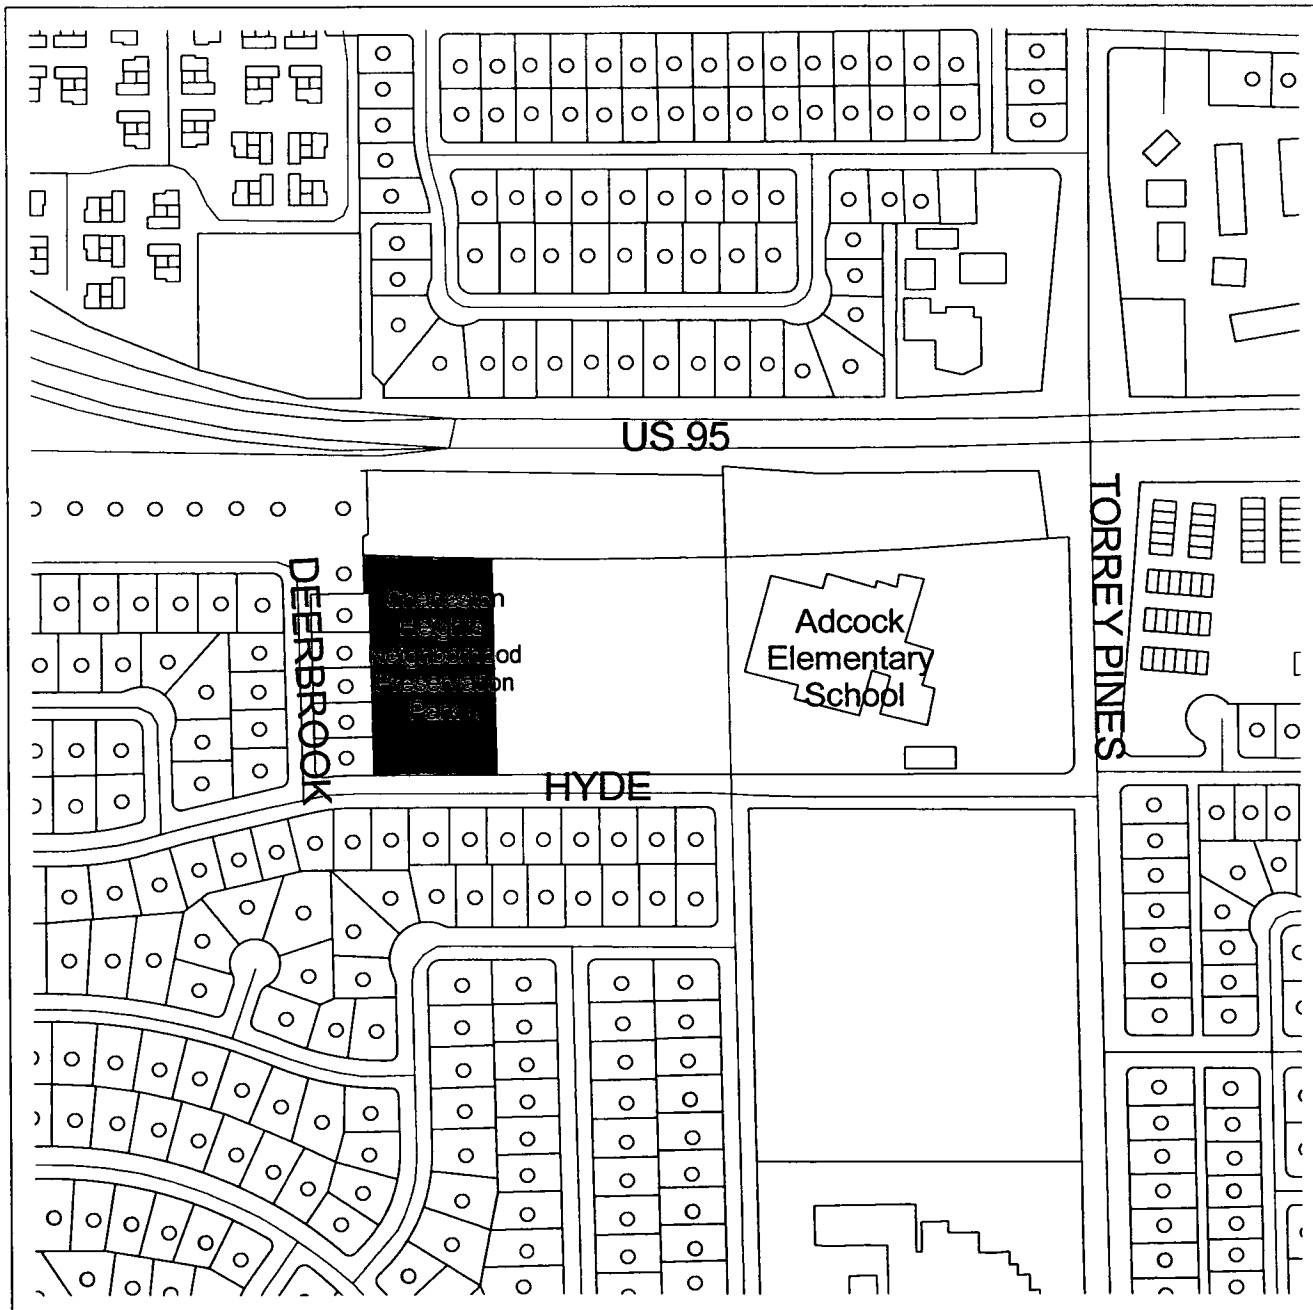 US 95
TORREY PINES
DEERBROOK
Charleston
Heights
Neighborhood
Preservation
Park
Adcock
Elementary
School
HYDE